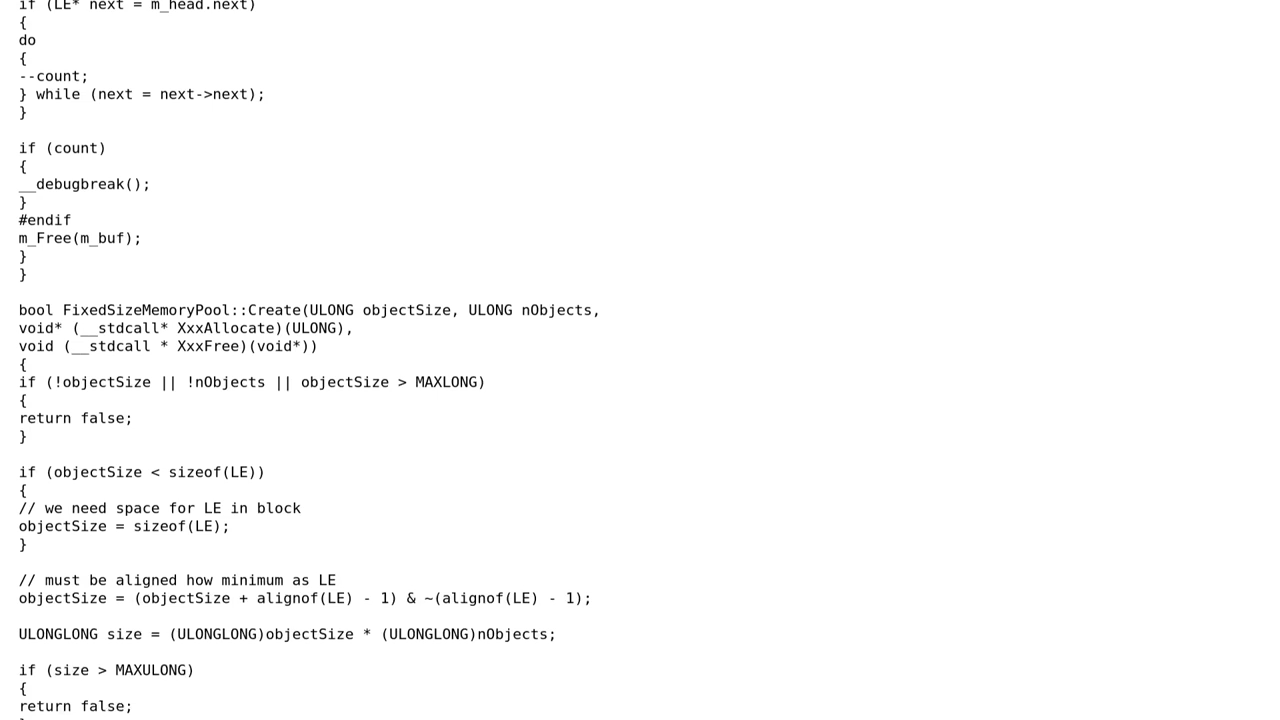 if (LE* next = m_head.next)
{
do
{
--count;
} while (next = next->next);
}
if (count)
{
__debugbreak();
}
#endif
m_Free(m_buf);
}
}
bool FixedSizeMemoryPool::Create(ULONG objectSize, ULONG nObjects,
void* (__stdcall* XxxAllocate)(ULONG),
void (__stdcall * XxxFree)(void*))
{
if (!objectSize || !nObjects || objectSize > MAXLONG)
{
return false;
}
if (objectSize < sizeof(LE))
{
// we need space for LE in block
objectSize = sizeof(LE);
}
// must be aligned how minimum as LE
objectSize = (objectSize + alignof(LE) - 1) & ~(alignof(LE) - 1);
ULONGLONG size = (ULONGLONG)objectSize * (ULONGLONG)nObjects;
if (size > MAXULONG)
{
return false;
}